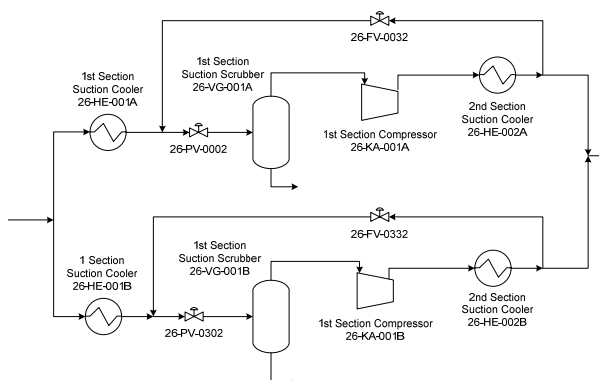 26-FV-0032
1st Section
Suction Scrubber
26-VG-001A
1st Section
Suction Cooler
26-HE-001A
2nd Section
Suction Cooler
26-HE-002A
1st Section Compressor
26-KA-001A
26-PV-0002
26-FV-0332
1st Section
Suction Scrubber
26-VG-001B
1 Section
Suction Cooler
26-HE-001B
2nd Section
Suction Cooler
26-HE-002B
1st Section Compressor
26-KA-001B
26-PV-0302